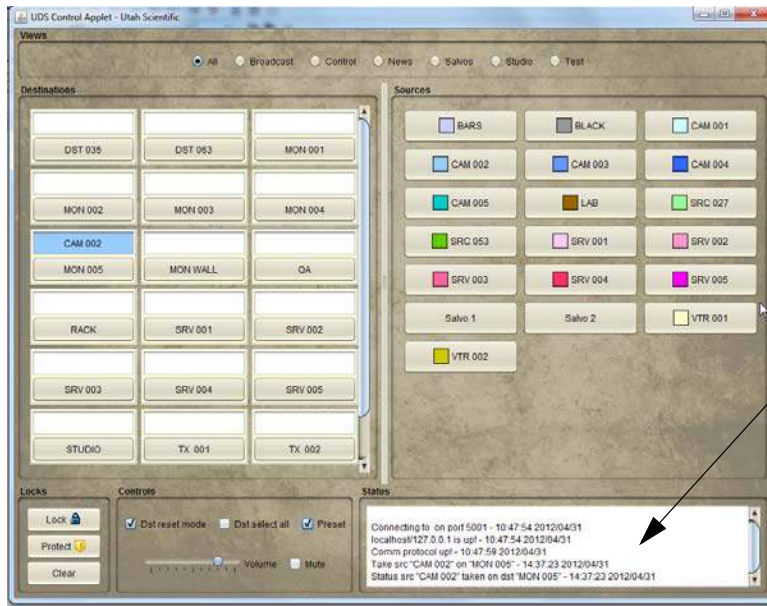 UDS Control Applet - Utah Scientific
Views
All Broadcast Control News Salvos Studio Test
Destinations
DST 035 DST 063 MON 001
MON 002 MON 003 MON 004
CAM 002
MON 005 MON WALL QA
RACK SRV 001 SRV 002
SRV 003 SRV 004 SRV 005
STUDIO TX 001 TX 002
Sources
BARS BLACK CAM 001
CAM 002 CAM 003 CAM 004
CAM 005 LAB SRC 027
SRC 053 SRV 001 SRV 002
SRV 003 SRV 004 SRV 005
Salvo 1 Salvo 2 VTR 001
VTR 002
Locks
Lock
Protect
Clear
Controls
Dst reset mode Dst select all Preset
Volume Mute
Status
Connecting to on port 5001 - 10:47:54 2012/04/31
localhost/127.0.0.1 is up! - 10:47:54 2012/04/31
Comm protocol up! - 10:47:59 2012/04/31
Take src "CAM 002" on "MON 005" - 14:37:23 2012/04/31
Status src "CAM 002" taken on dst "MON 005" - 14:37:23 2012/04/31